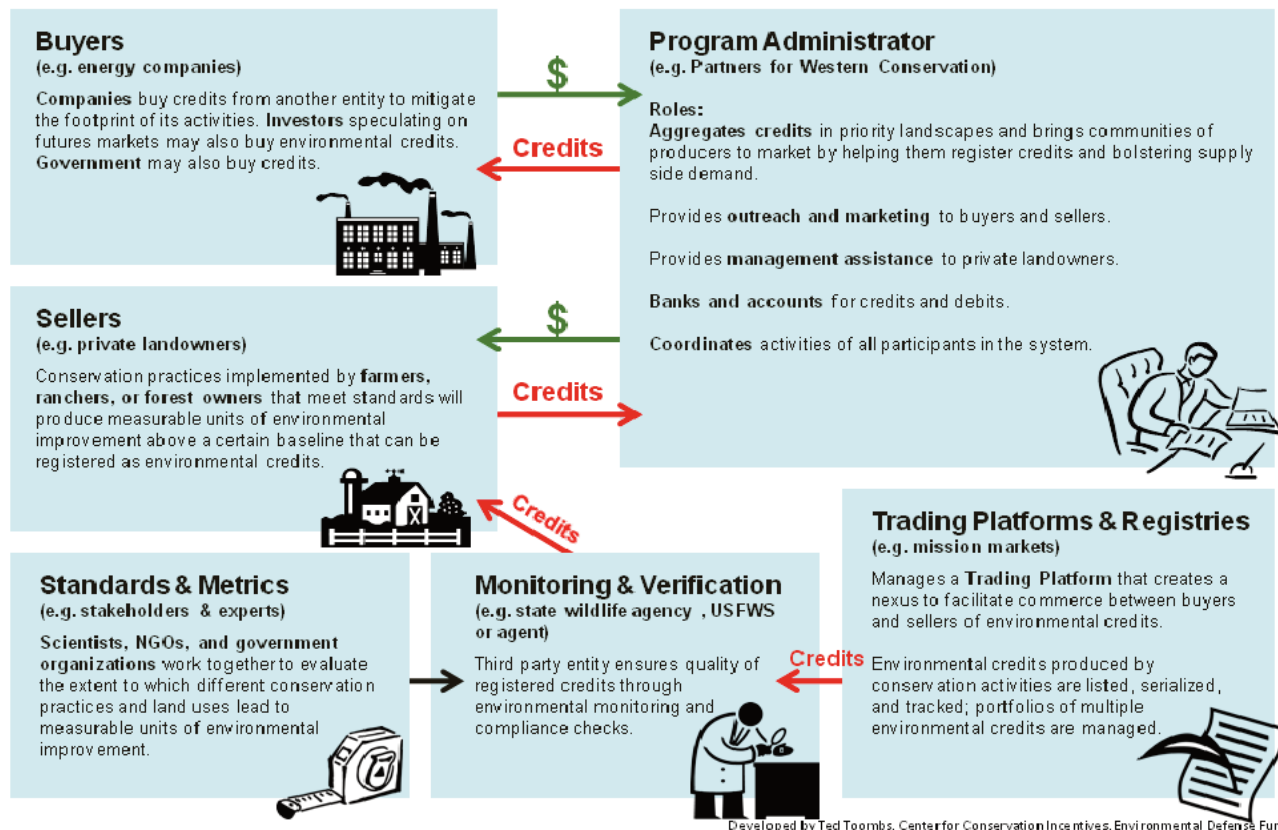 Buyers
(e.g. energy companies)
Companies buy credits from another entity to mitigate
the footprint of its activities. Investors speculating on
futures markets may also buy environmental credits.
Government may also buy credits.
$
Credits
Program Administrator
(e.g. Partners for Western Conservation)
Roles:
Aggregates credits in priority landscapes and brings communities of
producers to market by helping them register credits and bolstering supply
side demand.
Provides outreach and marketing to buyers and sellers.
Provides management assistance to private landowners.
Banks and accounts for credits and debits.
Coordinates activities of all participants in the system.
Sellers
(e.g. private landowners)
Conservation practices implemented by farmers,
ranchers, or forest owners that meet standards will
produce measurable units of environmental
improvement above a certain baseline that can be
registered as environmental credits.
$
Credits
Credits
Standards & Metrics
(e.g. stakeholders & experts)
Scientists, NGOs, and government
organizations work together to evaluate
the extent to which different conservation
practices and land uses lead to
measurable units of environmental
improvement.
Monitoring & Verification
(e.g. state wildlife agency , USFWS
or agent)
Third party entity ensures quality of
registered credits through
environmental monitoring and
compliance checks.
Credits
Trading Platforms & Registries
(e.g. mission markets)
Manages a Trading Platform that creates a
nexus to facilitate commerce between buyers
and sellers of environmental credits.
Environmental credits produced by
conservation activities are listed, serialized,
and tracked; portfolios of multiple
environmental credits are managed.
Developed by Ted Toombs, Center for Conservation Incentives, Environmental Defense Fun